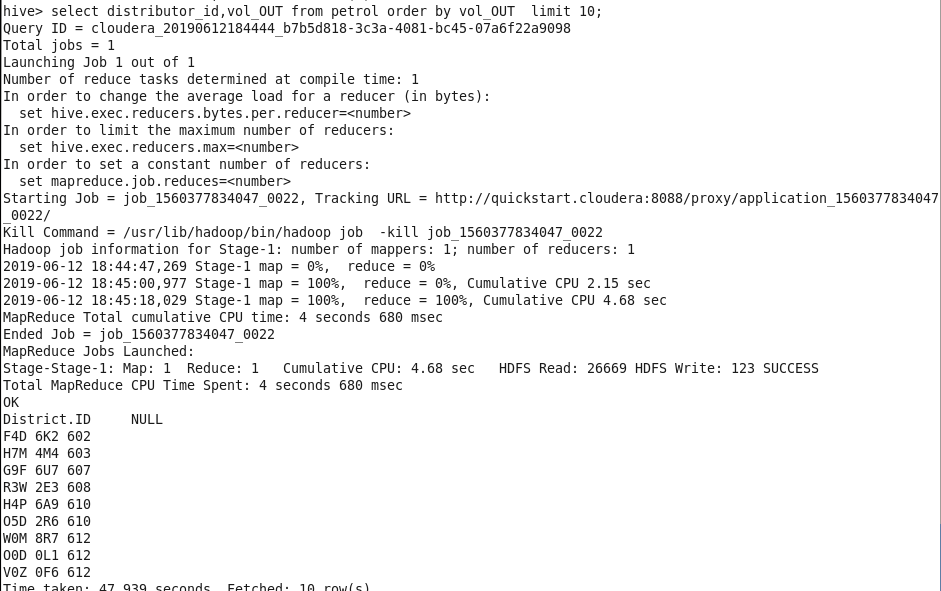 hive> select distributor_id,vol_OUT from petrol order by vol_OUT  limit 10;
Query ID = cloudera_20190612184444_b7b5d818-3c3a-4081-bc45-07a6f22a9098
Total jobs = 1
Launching Job 1 out of 1
Number of reduce tasks determined at compile time: 1
In order to change the average load for a reducer (in bytes):
  set hive.exec.reducers.bytes.per.reducer=<number>
In order to limit the maximum number of reducers:
  set hive.exec.reducers.max=<number>
In order to set a constant number of reducers:
  set mapreduce.job.reduces=<number>
Starting Job = job_1560377834047_0022, Tracking URL = http://quickstart.cloudera:8088/proxy/application_1560377834047
_0022/
Kill Command = /usr/lib/hadoop/bin/hadoop job  -kill job_1560377834047_0022
Hadoop job information for Stage-1: number of mappers: 1; number of reducers: 1
2019-06-12 18:44:47,269 Stage-1 map = 0%,  reduce = 0%
2019-06-12 18:45:00,977 Stage-1 map = 100%,  reduce = 0%, Cumulative CPU 2.15 sec
2019-06-12 18:45:18,029 Stage-1 map = 100%,  reduce = 100%, Cumulative CPU 4.68 sec
MapReduce Total cumulative CPU time: 4 seconds 680 msec
Ended Job = job_1560377834047_0022
MapReduce Jobs Launched:
Stage-Stage-1: Map: 1  Reduce: 1   Cumulative CPU: 4.68 sec   HDFS Read: 26669 HDFS Write: 123 SUCCESS
Total MapReduce CPU Time Spent: 4 seconds 680 msec
OK
District.ID     NULL
F4D 6K2 602
H7M 4M4 603
G9F 6U7 607
R3W 2E3 608
H4P 6A9 610
O5D 2R6 610
W0M 8R7 612
O0D 0L1 612
V0Z 0F6 612
Time taken: 47.939 seconds, Fetched: 10 row(s)